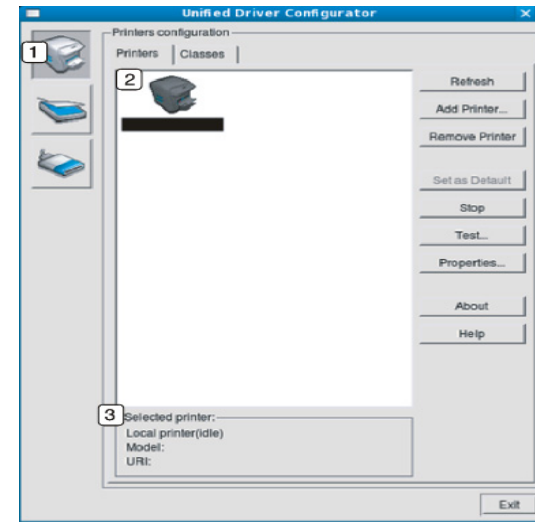 Unified Driver Configurator
Printers configuration
1
Printers
Classes
2
Refresh
Add Printer...
Remove Printer
Set as Default
Stop
Test...
Properties...
About
Help
3
Selected printer:
Local printer(idle)
Model:
URI:
Exit